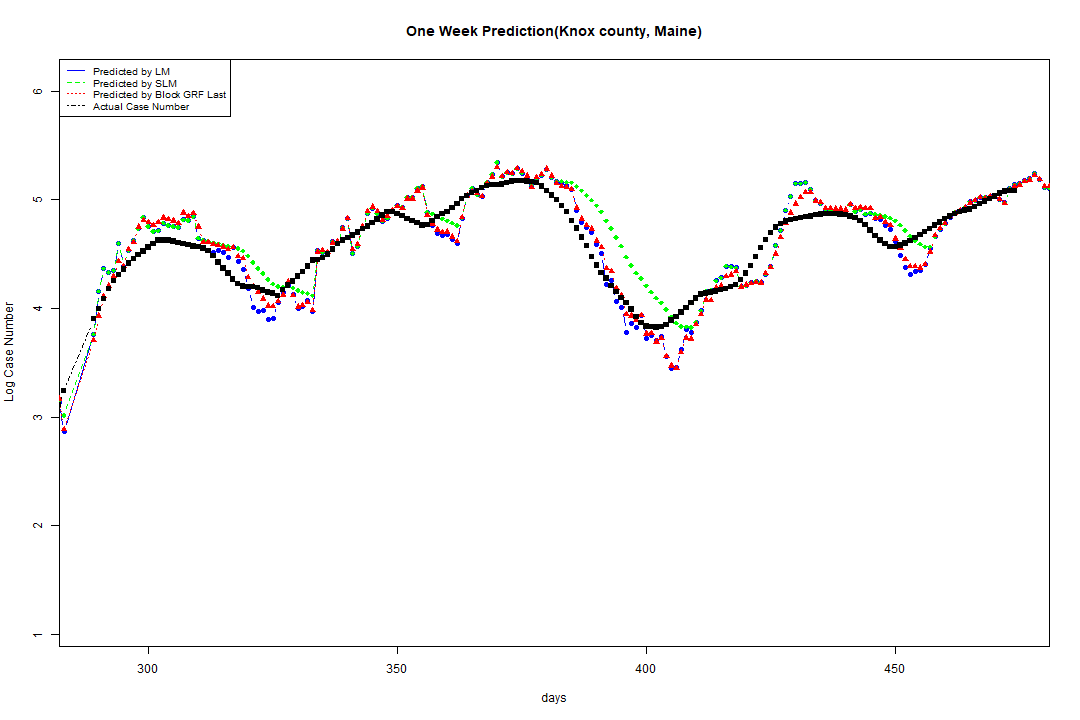 One Week Prediction(Knox county, Maine)
Predicted by LM
Predicted by SLM
Predicted by Block GRF Last
Actual Case Number
6
5
4
3
2
1
Log Case Number
300 350 400 450
days